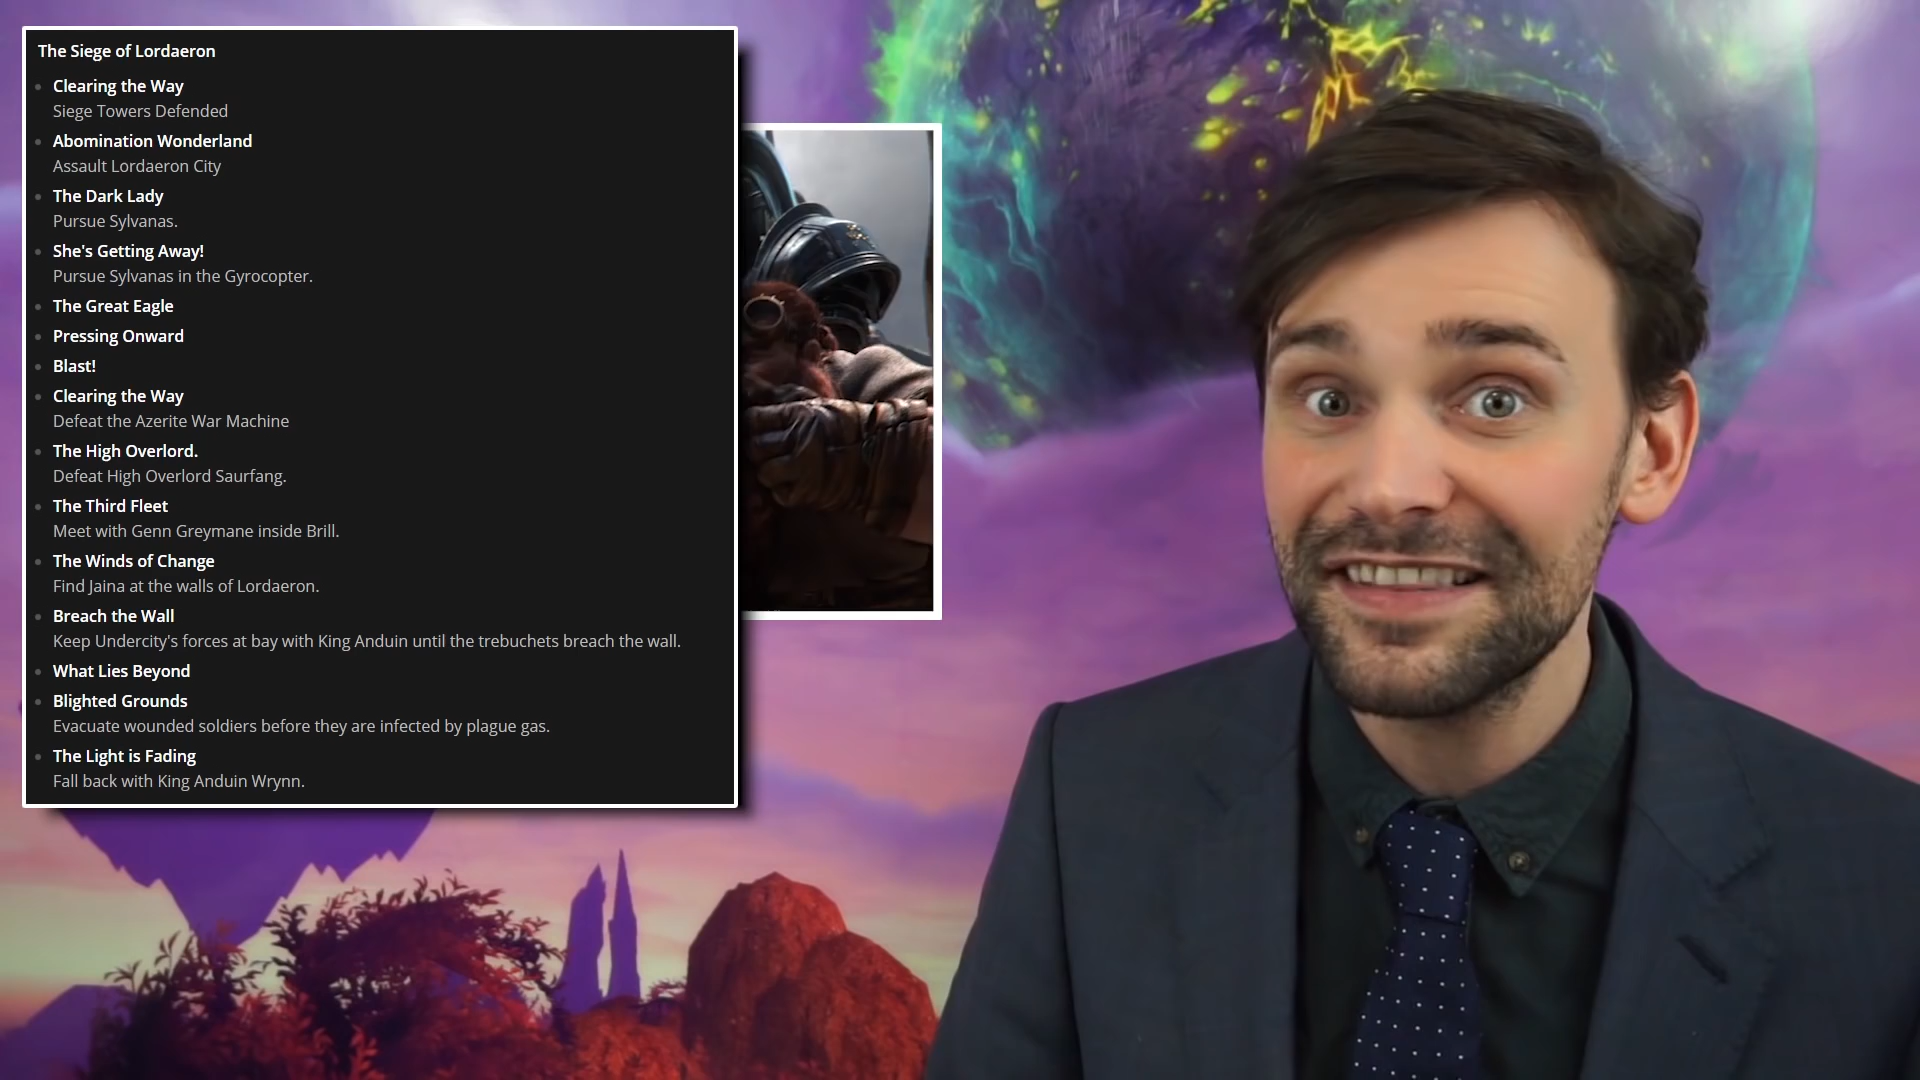 The Siege of Lordaeron
Clearing the Way
Siege Towers Defended
Abomination Wonderland
Assault Lordaeron City
The Dark Lady
Pursue Sylvanas.
She's Getting Away!
Pursue Sylvanas in the Gyrocopter.
The Great Eagle
Pressing Onward
Blast!
Clearing the Way
Defeat the Azerite War Machine
The High Overlord.
Defeat High Overlord Saurfang.
The Third Fleet
Meet with Genn Greymane inside Brill.
The Winds of Change
Find Jaina at the walls of Lordaeron.
Breach the Wall
Keep Undercity's forces at bay with King Anduin until the trebuchets breach the wall.
What Lies Beyond
Blighted Grounds
Evacuate wounded soldiers before they are infected by plague gas.
The Light is Fading
Fall back with King Anduin Wrynn.